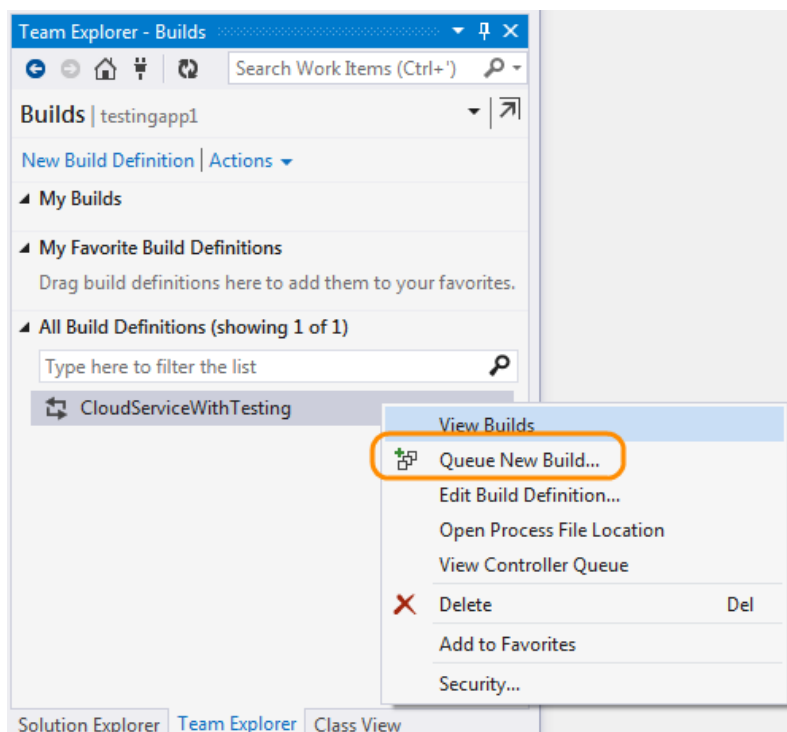 Team Explorer - Builds
Search Work Items (Ctrl+')
Builds | testingapp1
New Build Definition | Actions
My Builds
My Favorite Build Definitions
Drag build definitions here to add them to your favorites.
All Build Definitions (showing 1 of 1)
Type here to filter the list
CloudServiceWithTesting
View Builds
Queue New Build...
Edit Build Definition...
Open Process File Location
View Controller Queue
Delete Del
Add to Favorites
Security...
Solution Explorer Team Explorer Class View